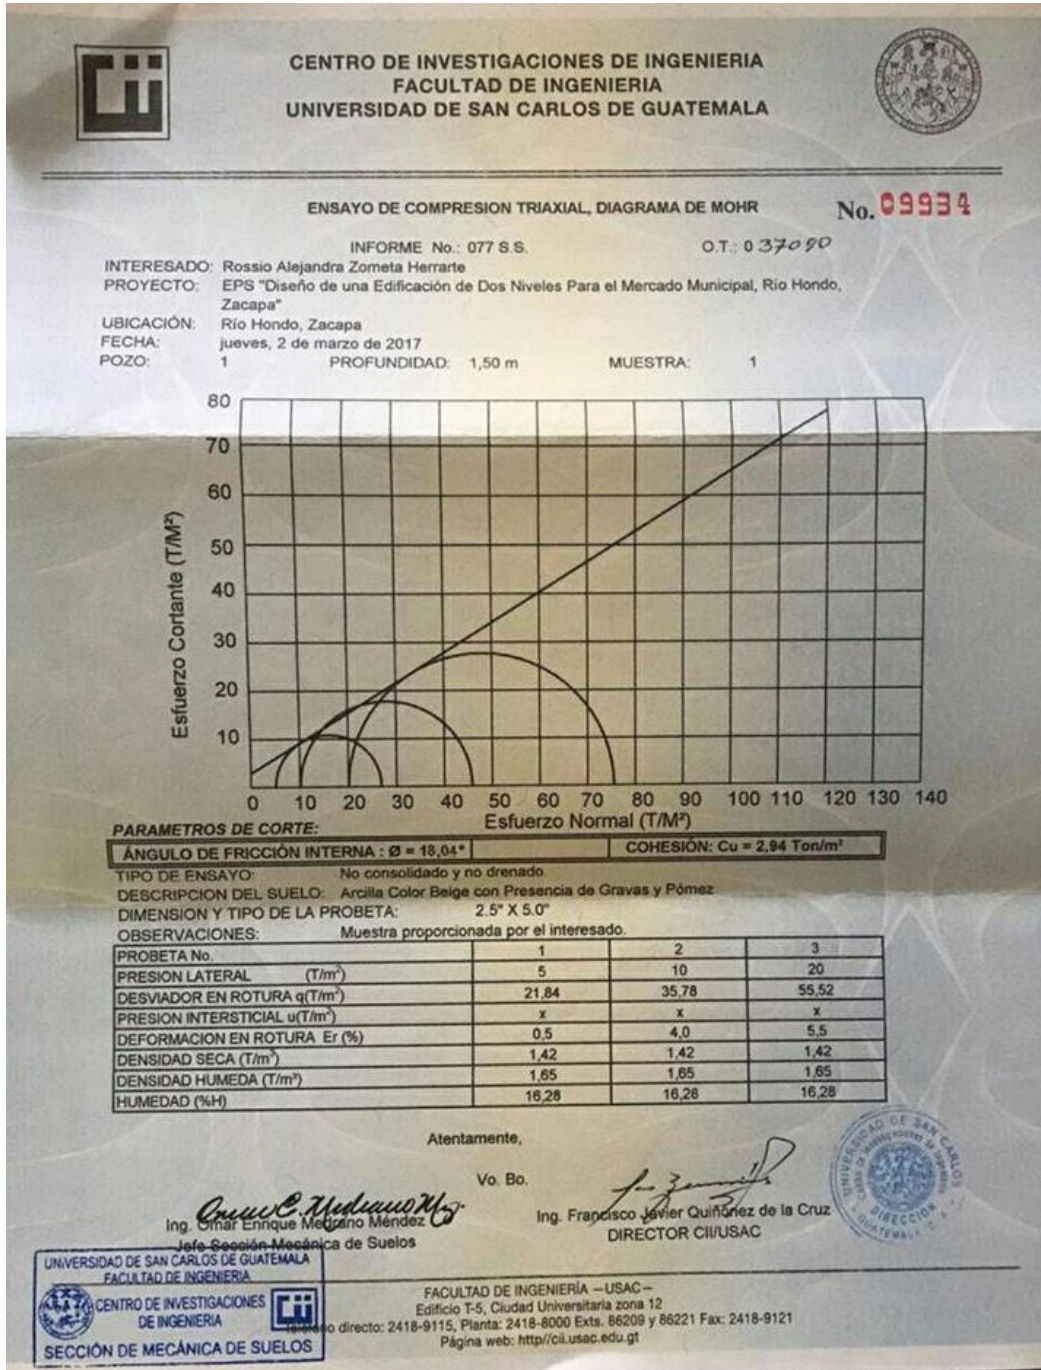 CENTRO DE INVESTIGACIONES DE INGENIERIA
FACULTAD DE INGENIERIA
UNIVERSIDAD DE SAN CARLOS DE GUATEMALA
ENSAYO DE COMPRESION TRIAXIAL, DIAGRAMA DE MOHR No. 09934
INFORME No.: 077 S.S. O.T.: 0 37090
INTERESADO: Rossio Alejandra Zometa Herrarte
PROYECTO: EPS "Diseño de una Edificación de Dos Niveles Para el Mercado Municipal, Río Hondo,
Zacapa"
UBICACIÓN: Río Hondo, Zacapa
FECHA: jueves, 2 de marzo de 2017
POZO: 1 PROFUNDIDAD: 1,50 m MUESTRA: 1
80
70
60
50
40
30
20
10
Esfuerzo Cortante (T/M²)
0 10 20 30 40 50 60 70 80 90 100 110 120 130 140
Esfuerzo Normal (T/M²)
PARAMETROS DE CORTE:
ÁNGULO DE FRICCIÓN INTERNA : Ø = 18,04° COHESIÓN: Cu = 2,94 Ton/m²
TIPO DE ENSAYO: No consolidado y no drenado.
DESCRIPCION DEL SUELO: Arcilla Color Beige con Presencia de Gravas y Pómez
DIMENSION Y TIPO DE LA PROBETA: 2.5" X 5.0"
OBSERVACIONES: Muestra proporcionada por el interesado.
PROBETA No. 1 2 3
PRESION LATERAL (T/m²) 5 10 20
DESVIADOR EN ROTURA q(T/m²) 21,84 35,78 55,52
PRESION INTERSTICIAL u(T/m²) x x x
DEFORMACION EN ROTURA Er (%) 0,5 4,0 5,5
DENSIDAD SECA (T/m³) 1,42 1,42 1,42
DENSIDAD HUMEDA (T/m³) 1,65 1,65 1,65
HUMEDAD (%H) 16,28 16,28 16,28
Atentamente,
Vo. Bo.
Ing. Omar Enrique Medrano Méndez
Jefe Sección Mecánica de Suelos
Ing. Francisco Javier Quiñónez de la Cruz
DIRECTOR CII/USAC
UNIVERSIDAD DE SAN CARLOS DE GUATEMALA
FACULTAD DE INGENIERIA
CENTRO DE INVESTIGACIONES
DE INGENIERIA
SECCIÓN DE MECÁNICA DE SUELOS
UNIVERSIDAD DE SAN CARLOS
DIRECCION
FACULTAD DE INGENIERÍA —USAC—
Edificio T-5, Ciudad Universitaria zona 12
directo: 2418-9115, Planta: 2418-8000 Exts. 86209 y 86221 Fax: 2418-9121
Página web: http//cii.usac.edu.gt